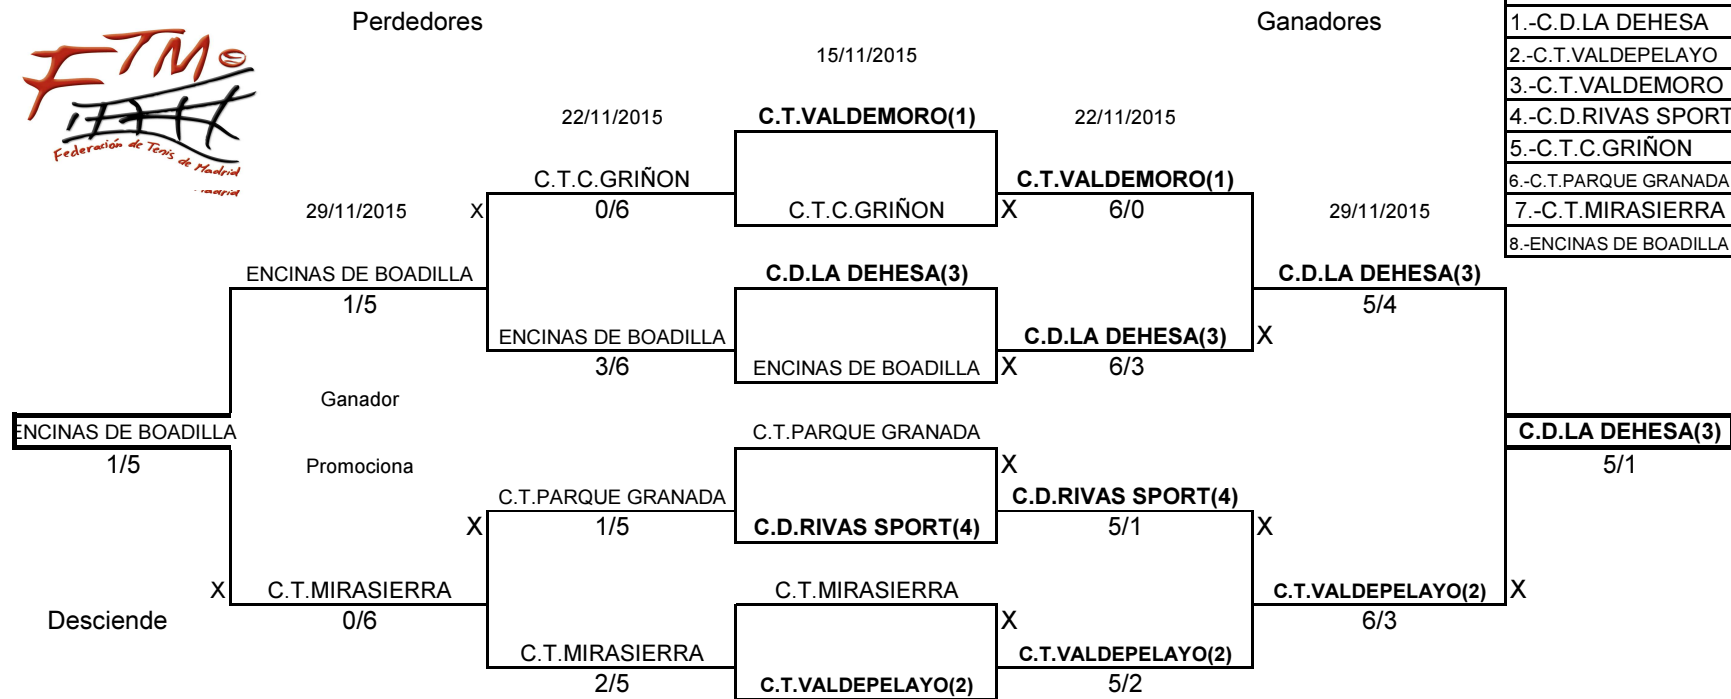 Perdedores
Ganadores
1.-C.D.LA DEHESA
2.-C.T.VALDEPELAYO
3.-C.T.VALDEMORO
4.-C.D.RIVAS SPORT
5.-C.T.C.GRIÑON
6.-C.T.PARQUE GRANADA
7.-C.T.MIRASIERRA
8.-ENCINAS DE BOADILLA
FTM
Federación de Tenis de Madrid
Madrid
15/11/2015
22/11/2015
C.T.VALDEMORO(1)
22/11/2015
C.T.C.GRIÑON
C.T.VALDEMORO(1)
29/11/2015
X
0/6
C.T.C.GRIÑON
X
6/0
29/11/2015
ENCINAS DE BOADILLA
C.D.LA DEHESA(3)
C.D.LA DEHESA(3)
1/5
5/4
ENCINAS DE BOADILLA
C.D.LA DEHESA(3)
X
3/6
ENCINAS DE BOADILLA
X
6/3
Ganador
ENCINAS DE BOADILLA
C.T.PARQUE GRANADA
C.D.LA DEHESA(3)
1/5
Promociona
X
5/1
C.T.PARQUE GRANADA
C.D.RIVAS SPORT(4)
X
1/5
C.D.RIVAS SPORT(4)
5/1
X
X
C.T.MIRASIERRA
C.T.MIRASIERRA
C.T.VALDEPELAYO(2)
X
Desciende
0/6
X
6/3
C.T.MIRASIERRA
C.T.VALDEPELAYO(2)
2/5
C.T.VALDEPELAYO(2)
5/2